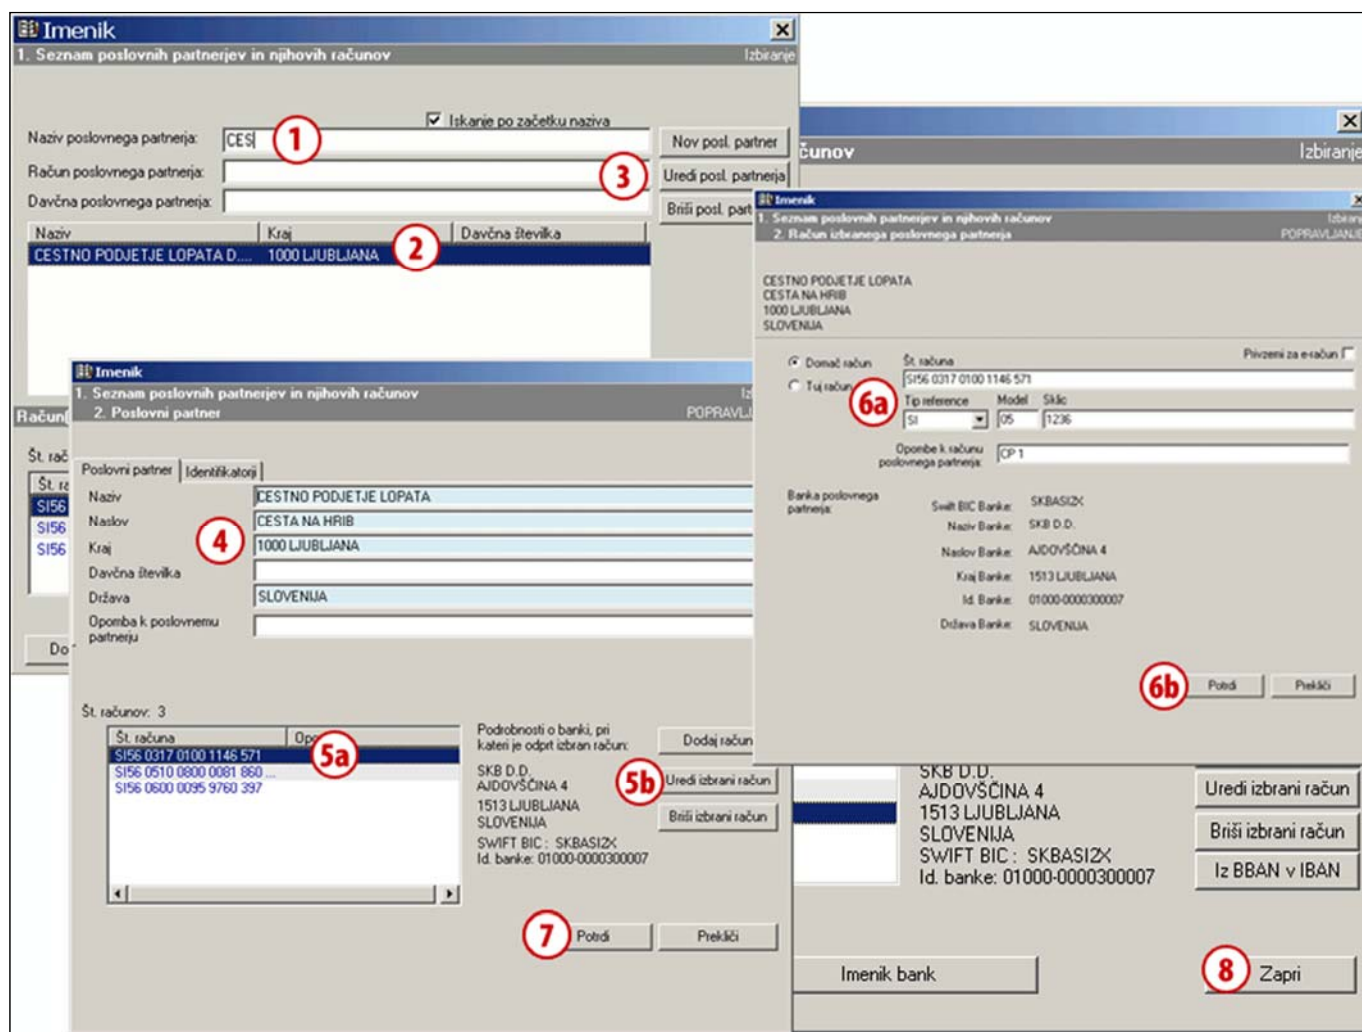 Imenik
1. Seznam poslovnih partnerjev in njihovih računov Izbiranje
Iskanje po začetku naziva
Naziv poslovnega partnerja: CES 1 Nov posl. partner
Račun poslovnega partnerja: 3 Uredi posl. partnerja
Davčna poslovnega partnerja: Briši posl.
Naziv Kraj 2 Davčna številka
CESTNO PODJETJE LOPATA D.... 1000 LJUBLJANA
Št.
SI56
SI56
SI56
Imenik
1. Seznam poslovnih partnerjev in njihovih računov
2. Poslovni partner
Poslovni partner Identifikatorji
Naziv CESTNO PODJETJE LOPATA
Naslov CESTA NA HRIB
4
Kraj 1000 LJUBLJANA
Davčna številka
Država SLOVENIJA
Opomba k poslovnemu
partnerju
Št. računov: 3
Št. računa 5a
SI56 0317 0100 1146 571
SI56 0510 0800 0081 860 ...
SI56 0600 0095 9760 397
Podrobnosti o banki, pri
kateri je odprt izbran račun:
SKB D.D.
AJDOVŠČINA 4
1513 LJUBLJANA
SLOVENIJA
SWIFT BIC : SKBASI2X
Id. banke: 01000-0000300007
Dodaj račun
5b Uredi izbrani račun
Briši izbrani račun
7 Potrdi Prekliči
Izbiranje
Imenik
1. Seznam poslovnih partnerjev in njihovih računov
2. Račun izbranega poslovnega partnerja POPRAVLJANJE
CESTNO PODJETJE LOPATA
CESTA NA HRIB
1000 LJUBLJANA
SLOVENIJA
Domač račun
Tuj račun
6a
Št. računa Privzemi za e-račun
SI56 0317 0100 1146 571
Tip reference Model Sklic
SI 05 1236
Opombe k računu
poslovnega partnerja: CP 1
Banka poslovnega
partnerja:
Swift BIC Banke: SKBASI2X
Naziv Banke: SKB D.D.
Naslov Banke: AJDOVŠČINA 4
Kraj Banke: 1513 LJUBLJANA
Id. Banke: 01000-0000300007
Država Banke: SLOVENIJA
6b Potrdi Prekliči
SKB D.D.
AJDOVŠČINA 4
1513 LJUBLJANA
SLOVENIJA
SWIFT BIC : SKBASI2X
Id. banke: 01000-0000300007
Uredi izbrani račun
Briši izbrani račun
Iz BBAN v IBAN
Imenik bank 8 Zapri